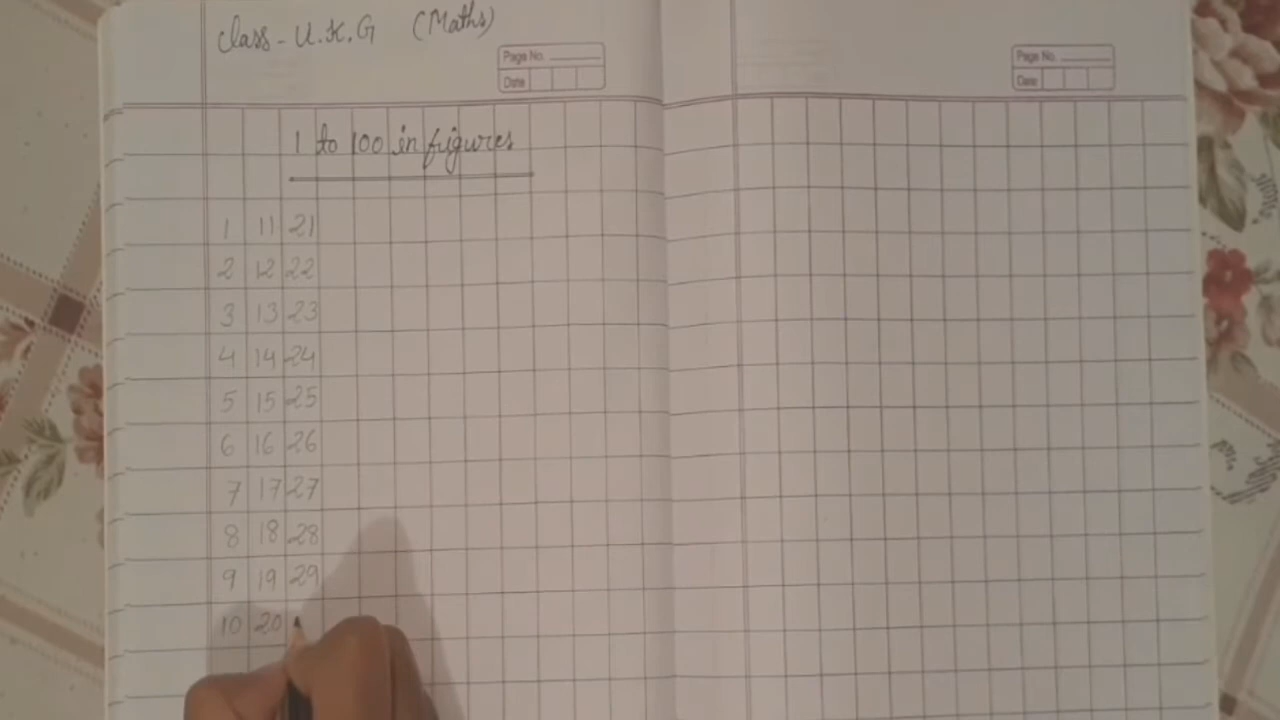 Class - U.K.G (Maths)
Page No.
Date
Page No.
Date
1 to 100 in figures
1 11 21
2 12 22
3 13 23
4 14 24
5 15 25
6 16 26
7 17 27
8 18 28
9 19 29
10 20